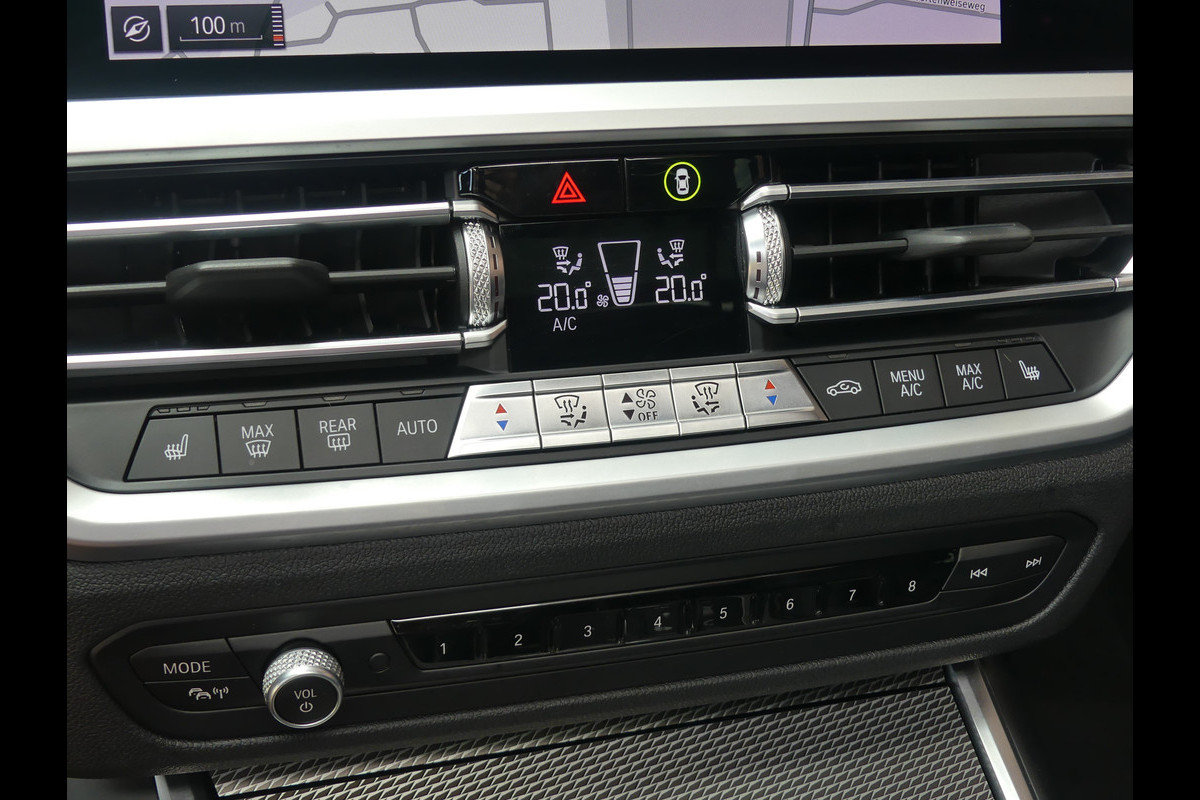 100 m
20.0° 20.0°
A/C
MAX
REAR
AUTO
OFF
MENU
A/C
MAX
A/C
1 2 3 4 5 6 7 8
MODE
VOL